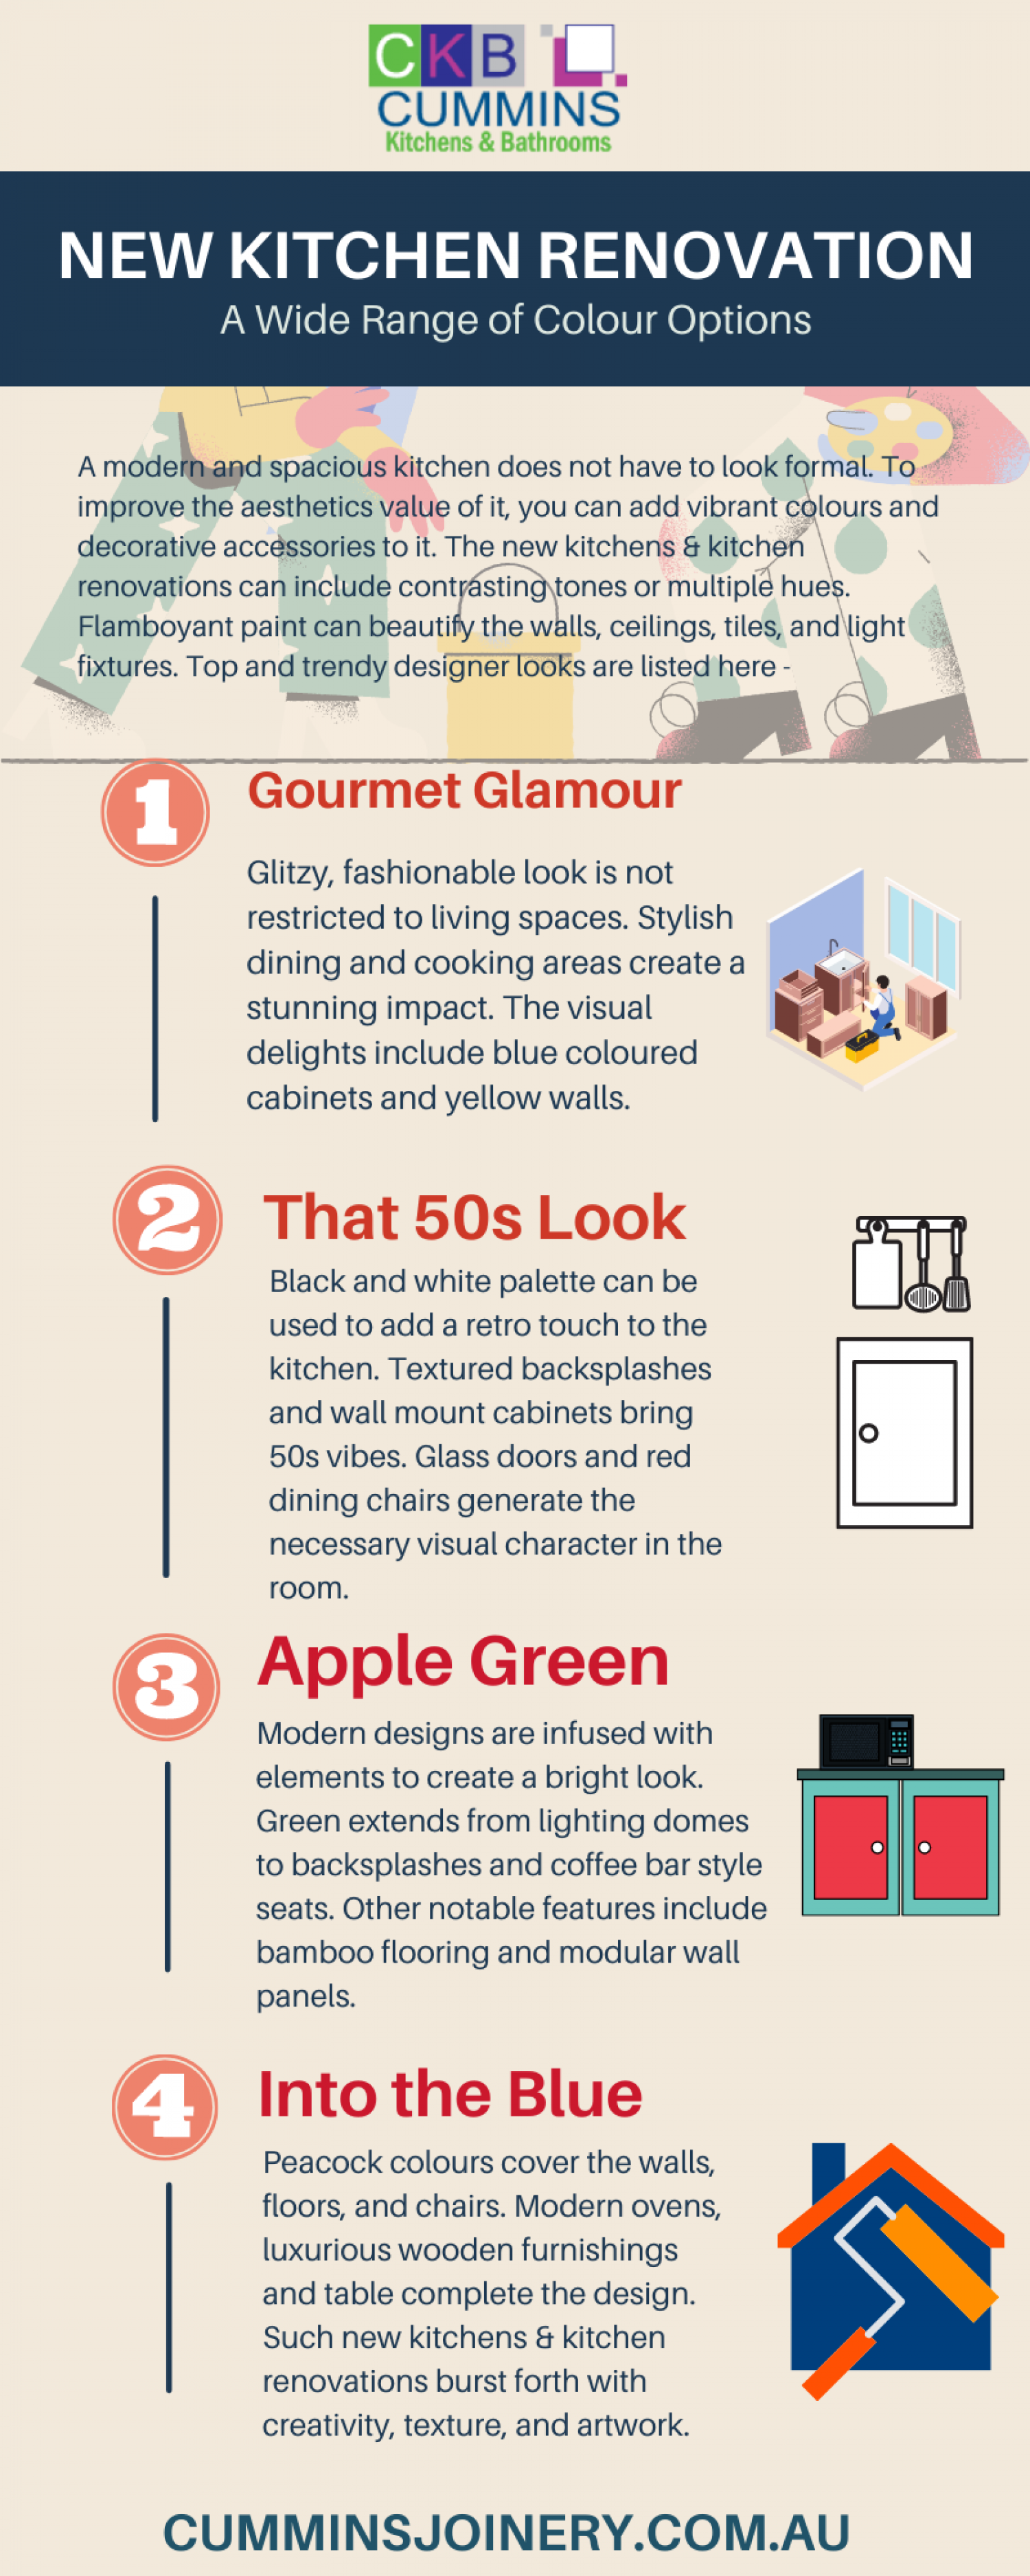 CKB
CUMMINS
Kitchens & Bathrooms
NEW KITCHEN RENOVATION
A Wide Range of Colour Options
A modern and spacious kitchen does not have to look formal. To
improve the aesthetics value of it, you can add vibrant colours and
decorative accessories to it. The new kitchens & kitchen
renovations can include contrasting tones or multiple hues.
Flamboyant paint can beautify the walls, ceilings, tiles, and light
fixtures. Top and trendy designer looks are listed here -
1
Gourmet Glamour
Glitzy, fashionable look is not
restricted to living spaces. Stylish
dining and cooking areas create a
stunning impact. The visual
delights include blue coloured
cabinets and yellow walls.
2
That 50s Look
Black and white palette can be
used to add a retro touch to the
kitchen. Textured backsplashes
and wall mount cabinets bring
50s vibes. Glass doors and red
dining chairs generate the
necessary visual character in the
room.
3
Apple Green
Modern designs are infused with
elements to create a bright look.
Green extends from lighting domes
to backsplashes and coffee bar style
seats. Other notable features include
bamboo flooring and modular wall
panels.
4
Into the Blue
Peacock colours cover the walls,
floors, and chairs. Modern ovens,
luxurious wooden furnishings
and table complete the design.
Such new kitchens & kitchen
renovations burst forth with
creativity, texture, and artwork.
CUMMINSJOINERY.COM.AU